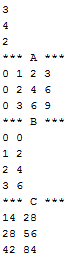 3
4
2
*** A ***
0 1 2 3
0 2 4 6
0 3 6 9
*** B ***
0 0
1 2
2 4
3 6
*** C ***
14 28
28 56
42 84